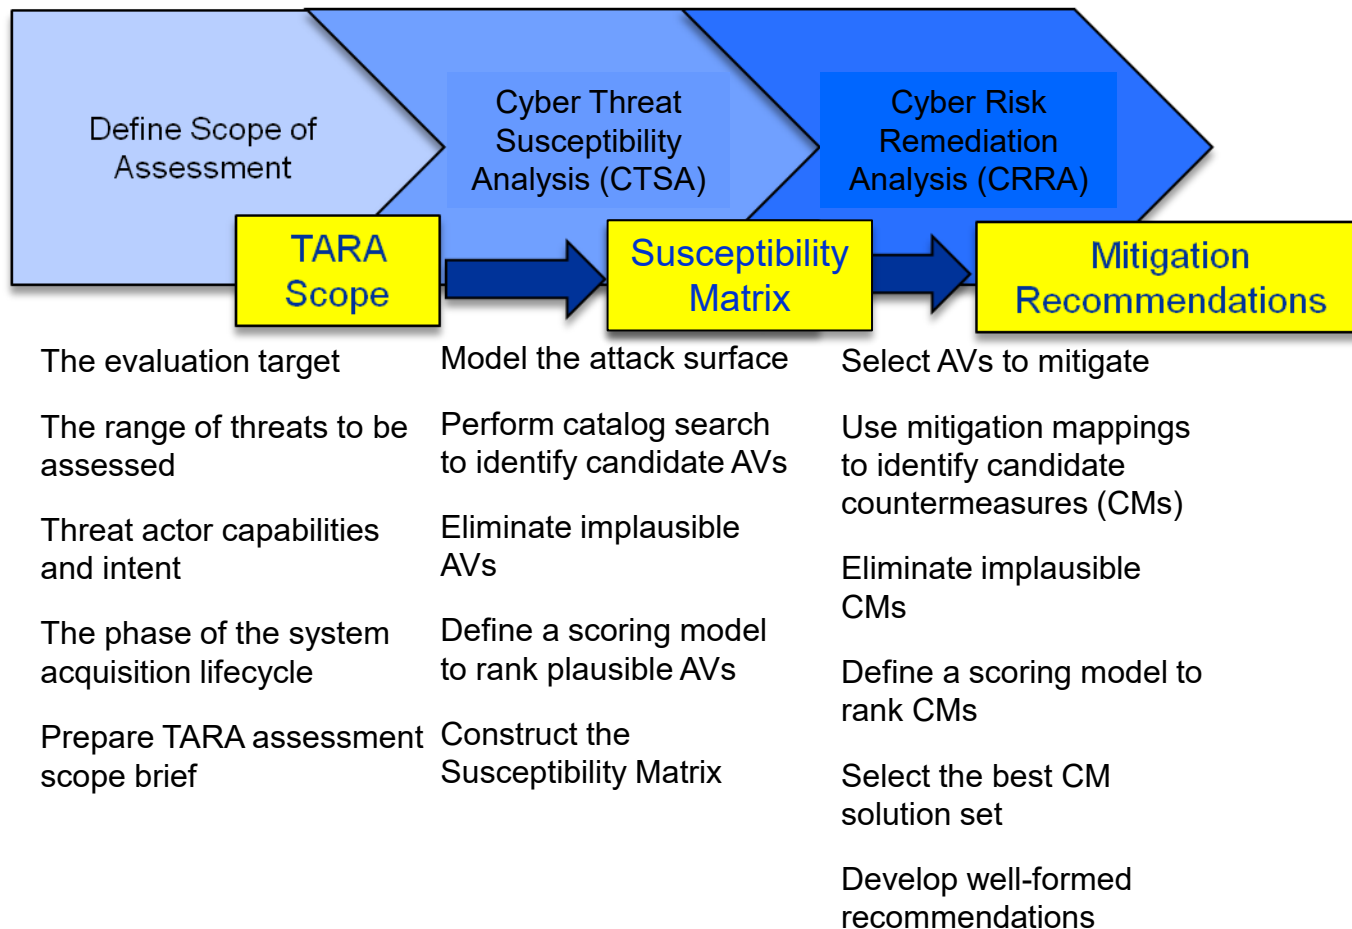 Define Scope of
Assessment
Cyber Threat
Susceptibility
Analysis (CTSA)
Cyber Risk
Remediation
Analysis (CRRA)
TARA
Scope
Susceptibility
Matrix
Mitigation
Recommendations
The evaluation target
The range of threats to be
assessed
Threat actor capabilities
and intent
The phase of the system
acquisition lifecycle
Prepare TARA assessment
scope brief
Model the attack surface
Perform catalog search
to identify candidate AVs
Eliminate implausible
AVs
Define a scoring model
to rank plausible AVs
Construct the
Susceptibility Matrix
Select AVs to mitigate
Use mitigation mappings
to identify candidate
countermeasures (CMs)
Eliminate implausible
CMs
Define a scoring model to
rank CMs
Select the best CM
solution set
Develop well-formed
recommendations